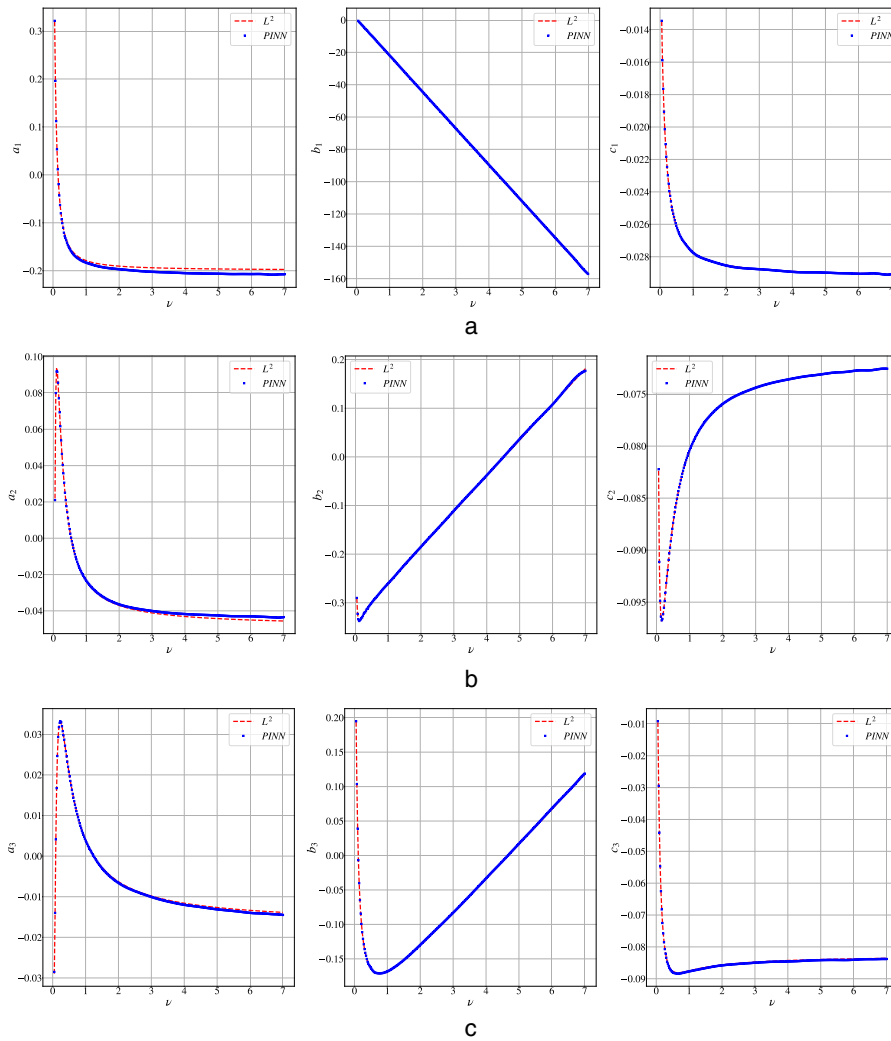 0.3
0.2
0.1
0.0
−0.1
−0.2
a1
0 1 2 3 4 5 6 7
ν
L²
PINN
0
−20
−40
−60
−80
−100
−120
−140
−160
b1
0 1 2 3 4 5 6 7
ν
L²
PINN
−0.014
−0.016
−0.018
−0.020
−0.022
−0.024
−0.026
−0.028
c1
0 1 2 3 4 5 6 7
ν
L²
PINN
a
0.10
0.08
0.06
0.04
0.02
0.00
−0.02
−0.04
a2
0 1 2 3 4 5 6 7
ν
L²
PINN
0.2
0.1
0.0
−0.1
−0.2
−0.3
b2
0 1 2 3 4 5 6 7
ν
L²
PINN
−0.075
−0.080
−0.085
−0.090
−0.095
c2
0 1 2 3 4 5 6 7
ν
L²
PINN
b
0.03
0.02
0.01
0.00
−0.01
−0.02
−0.03
a3
0 1 2 3 4 5 6 7
ν
L²
PINN
0.20
0.15
0.10
0.05
0.00
−0.05
−0.10
−0.15
b3
0 1 2 3 4 5 6 7
ν
L²
PINN
−0.01
−0.02
−0.03
−0.04
−0.05
−0.06
−0.07
−0.08
−0.09
c3
0 1 2 3 4 5 6 7
ν
L²
PINN
c